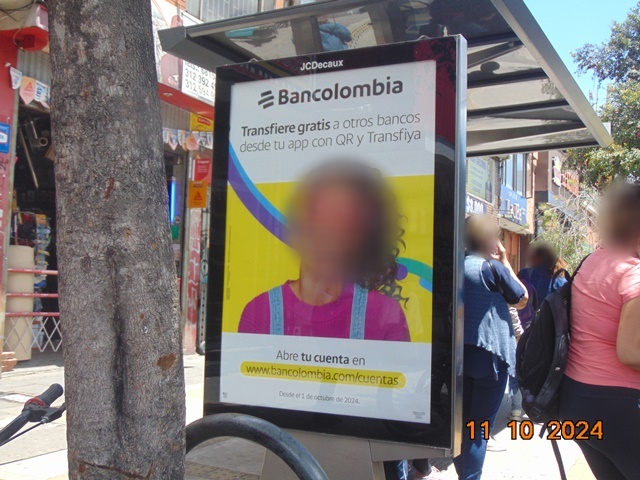 JCDecaux
Bancolombia
Transfiere gratis a otros bancos
desde tu app con QR y Transfiya
Abre tu cuenta en
www.bancolombia.com/cuentas
Desde el 1 de octubre de 2024.
11 10 2024